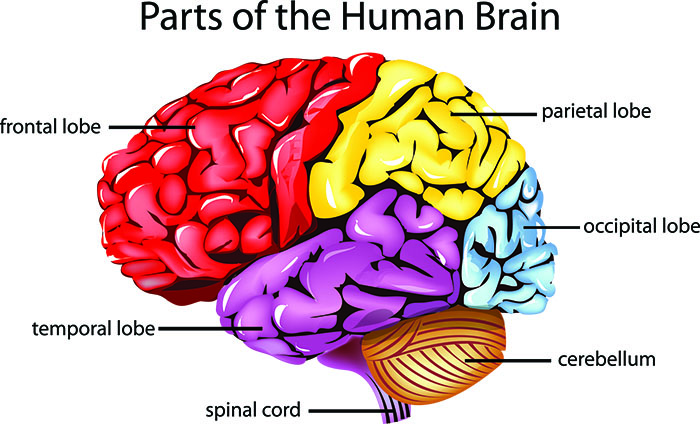 Parts of the Human Brain
frontal lobe
parietal lobe
occipital lobe
temporal lobe
cerebellum
spinal cord